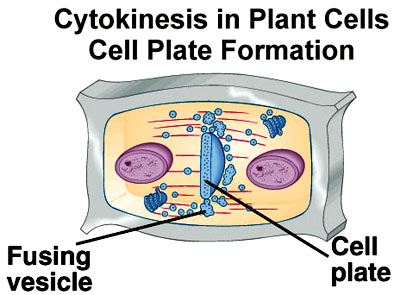 Cytokinesis in Plant Cells
Cell Plate Formation
Fusing
vesicle
Cell
plate